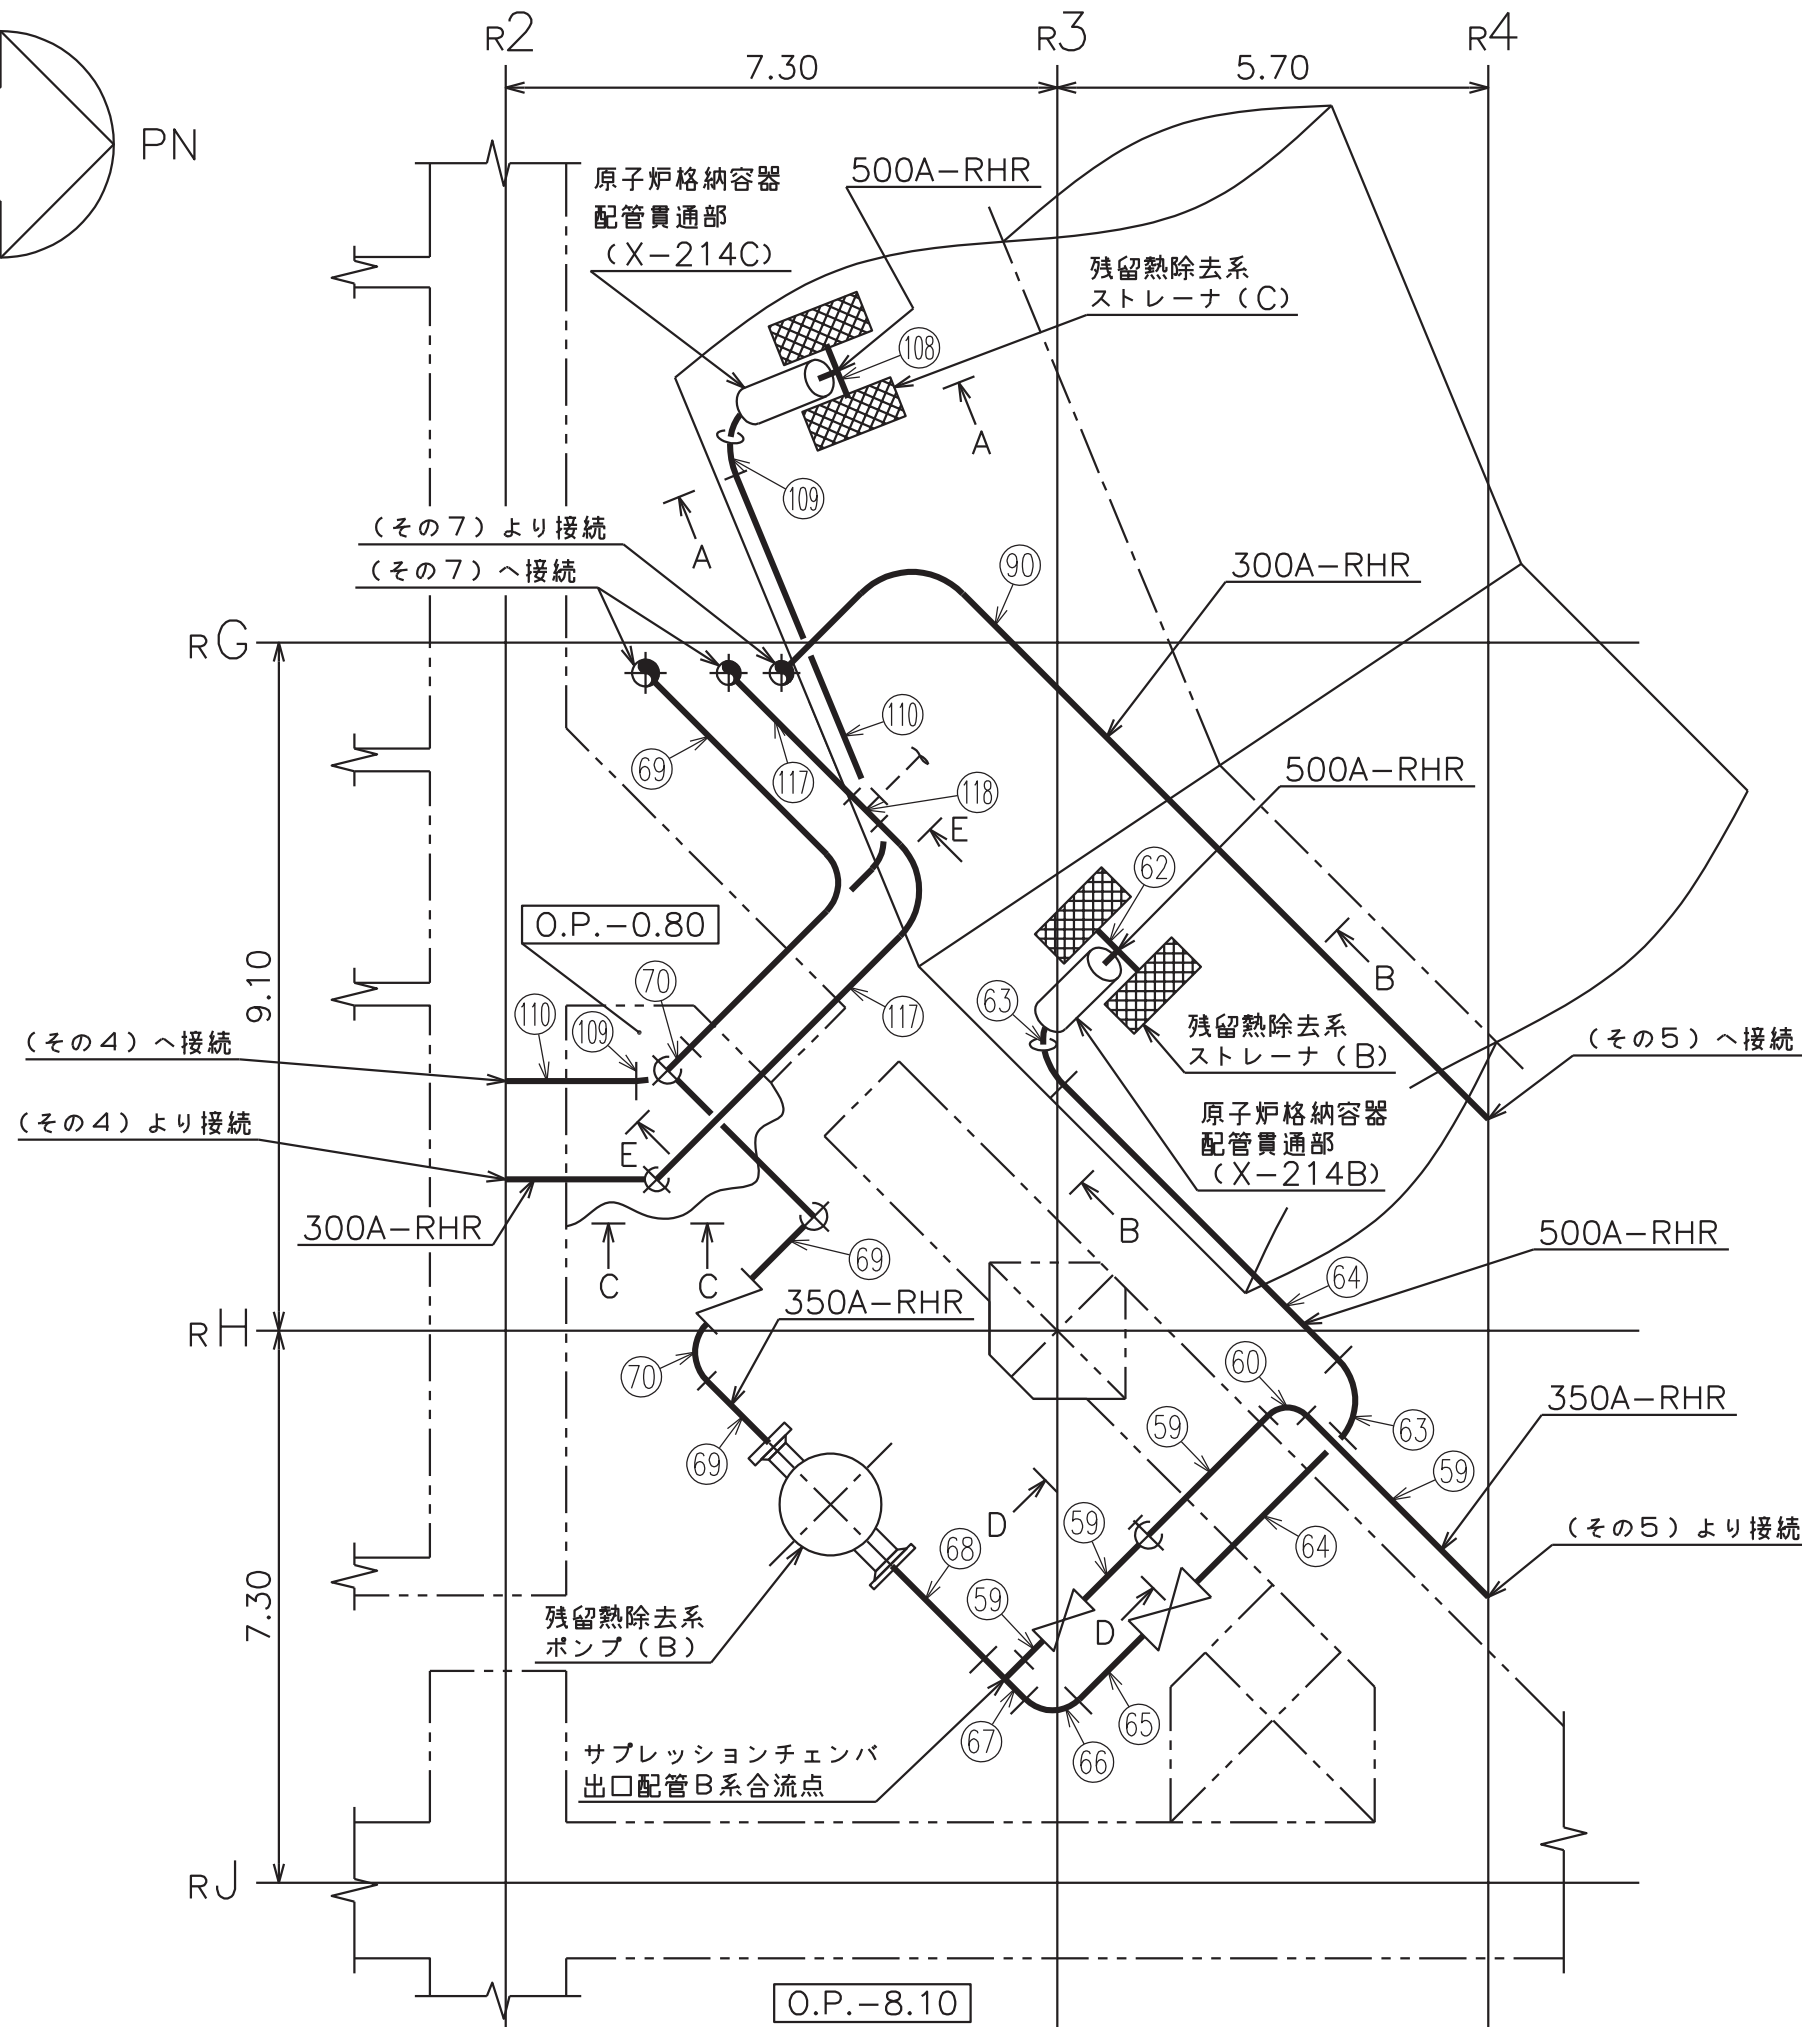 R2
R3
R4
7.30
5.70
PN
原子炉格納容器
配管貫通部
(X-214C)
500A-RHR
残留熱除去系
ストレーナ(C)
108
A
109
A
(その7)より接続
(その7)へ接続
90
300A-RHR
RG
110
69
117
118
E
500A-RHR
62
O.P.-0.80
9.10
70
63
110
109
117
B
残留熱除去系
ストレーナ(B)
(その4)へ接続
(その5)へ接続
(その4)より接続
E
原子炉格納容器
配管貫通部
(X-214B)
300A-RHR
B
500A-RHR
C
C
69
64
350A-RHR
RH
70
60
350A-RHR
69
59
63
59
D
59
68
64
(その5)より接続
7.30
59
D
残留熱除去系
ポンプ(B)
67
65
66
サプレッションチェンバ
出口配管B系合流点
RJ
O.P.-8.10